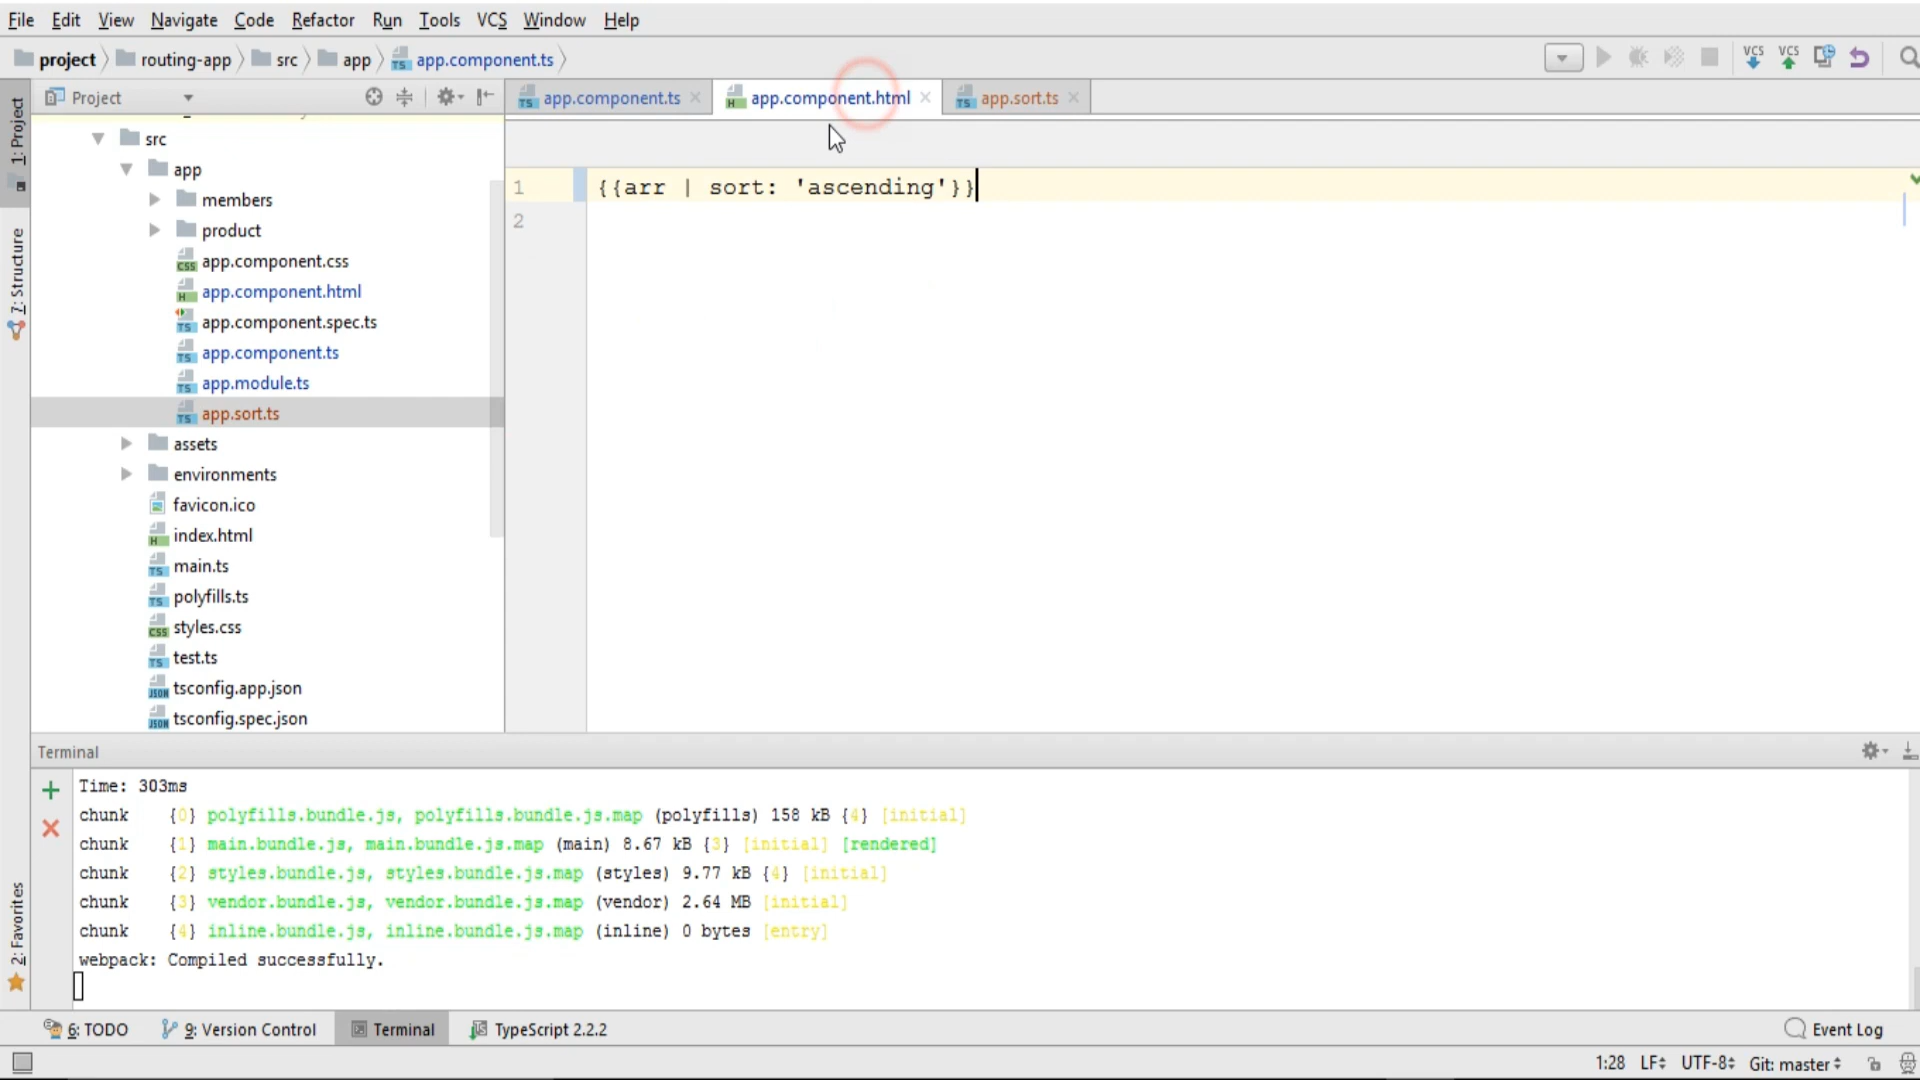 File Edit View Navigate Code Refactor Run Tools VCS Window Help
project routing-app src app app.component.ts
VCS VCS
Project
app.component.ts app.component.html app.sort.ts
1: Project
7: Structure
2: Favorites
src
app
members
product
app.component.css
app.component.html
app.component.spec.ts
app.component.ts
app.module.ts
app.sort.ts
assets
environments
favicon.ico
index.html
main.ts
polyfills.ts
styles.css
test.ts
tsconfig.app.json
tsconfig.spec.json
1 {{arr | sort: 'ascending'}}
2
Terminal
Time: 303ms
chunk {0} polyfills.bundle.js, polyfills.bundle.js.map (polyfills) 158 kB {4} [initial]
chunk {1} main.bundle.js, main.bundle.js.map (main) 8.67 kB {3} [initial] [rendered]
chunk {2} styles.bundle.js, styles.bundle.js.map (styles) 9.77 kB {4} [initial]
chunk {3} vendor.bundle.js, vendor.bundle.js.map (vendor) 2.64 MB [initial]
chunk {4} inline.bundle.js, inline.bundle.js.map (inline) 0 bytes [entry]
webpack: Compiled successfully.
6: TODO 9: Version Control Terminal TypeScript 2.2.2 Event Log
1:28 LF UTF-8 Git: master